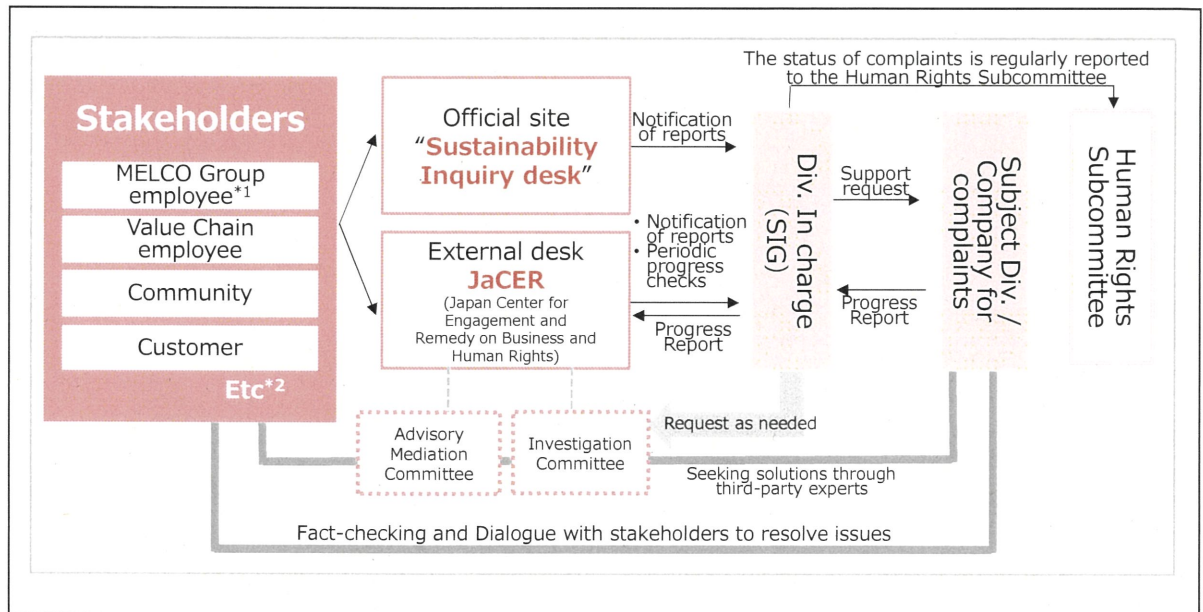 The status of complaints is regularly reported
to the Human Rights Subcommittee
Stakeholders
MELCO Group
employee*1
Value Chain
employee
Community
Customer
Etc*2
Official site
“Sustainability
Inquiry desk”
External desk
JaCER
(Japan Center for
Engagement and
Remedy on Business and
Human Rights)
Notification
of reports
• Notification
of reports
• Periodic
progress
checks
Progress
Report
Div. In charge
(SIG)
Support
request
Progress
Report
Subject Div. /
Company for
complaints
Human Rights
Subcommittee
Advisory
Mediation
Committee
Investigation
Committee
Request as needed
Seeking solutions through
third-party experts
Fact-checking and Dialogue with stakeholders to resolve issues